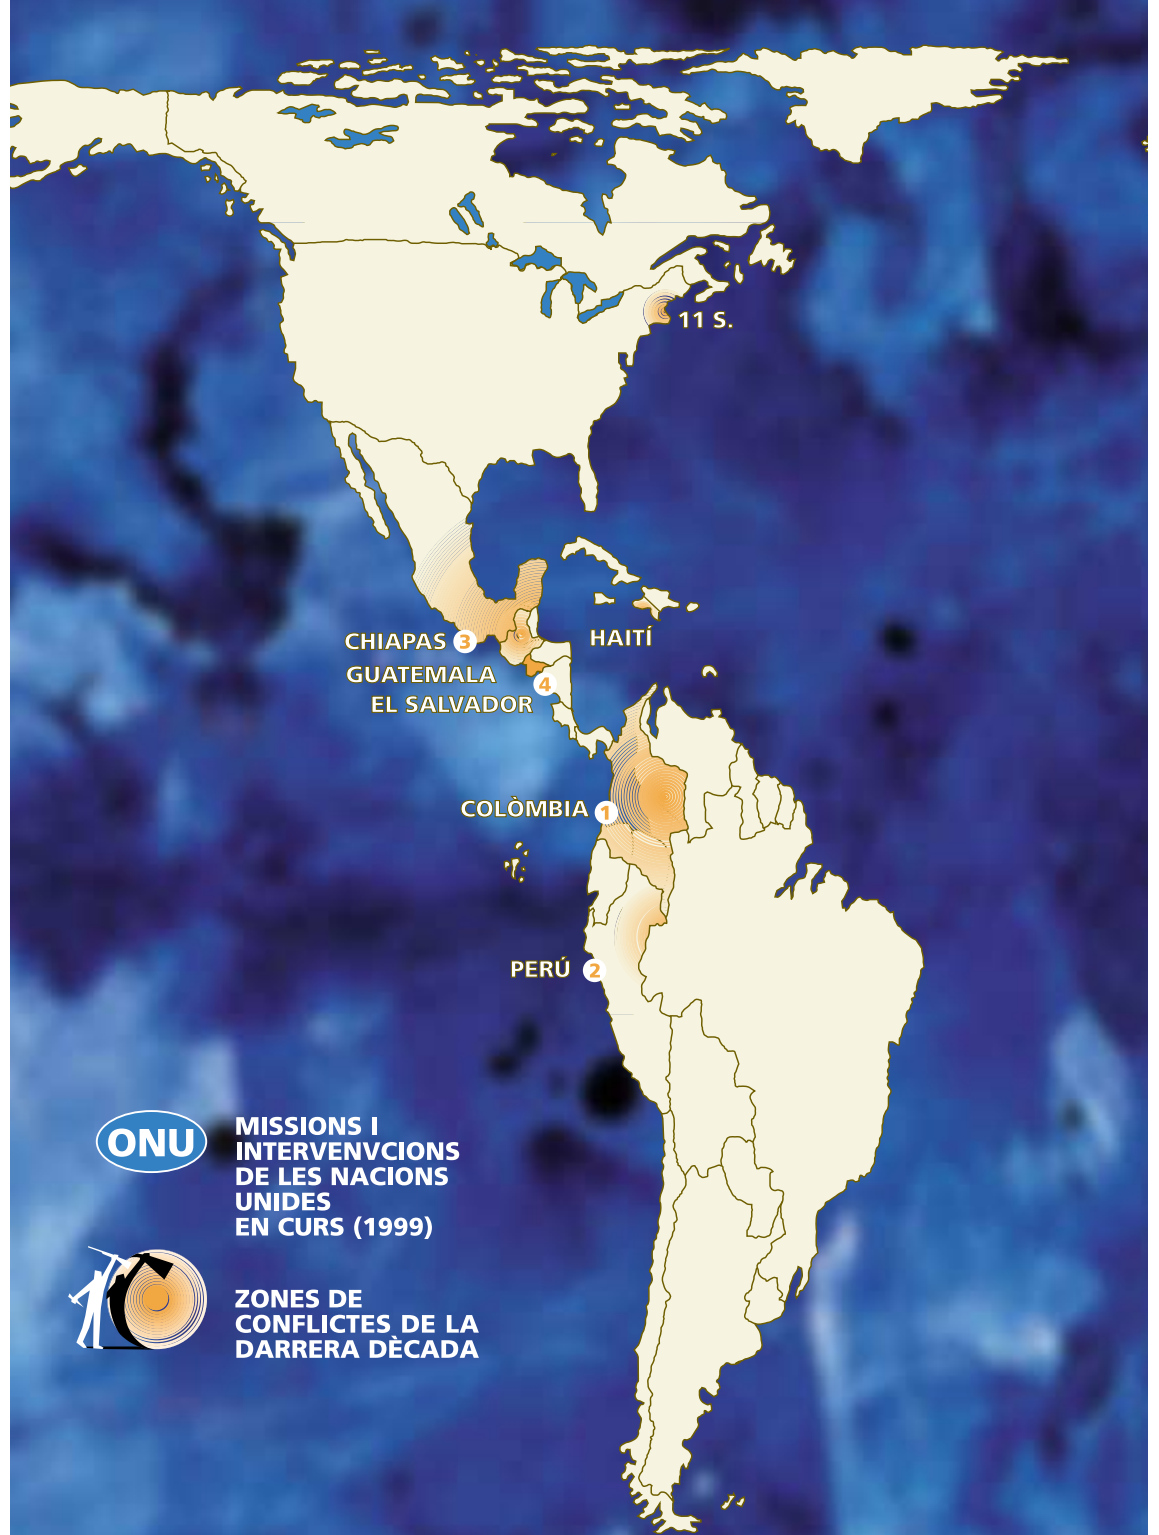 11 S.
CHIAPAS 3
HAITÍ
GUATEMALA
4
EL SALVADOR
COLÒMBIA 1
PERÚ 2
ONU
MISSIONS I
INTERVENVCIONS
DE LES NACIONS
UNIDES
EN CURS (1999)
ZONES DE
CONFLICTES DE LA
DARRERA DÈCADA